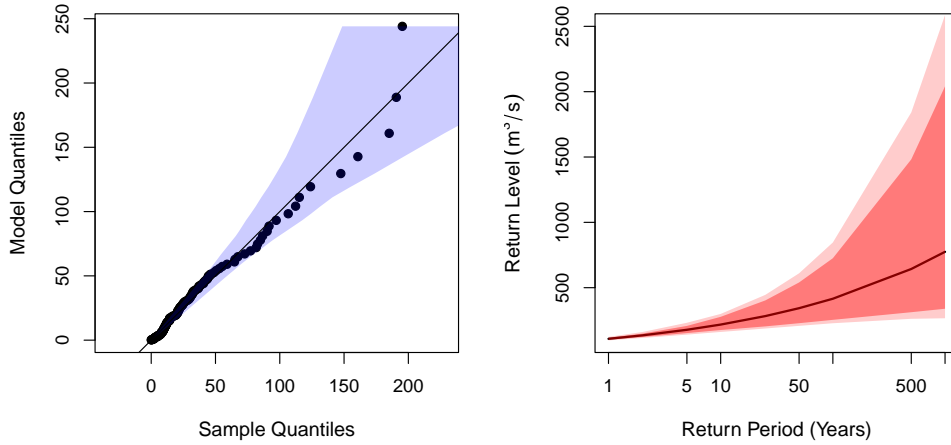 250
200
150
100
50
0
Model Quantiles
0 50 100 150 200
Sample Quantiles
2500
2000
1500
1000
500
Return Level (m³/s)
1 5 10 50 500
Return Period (Years)